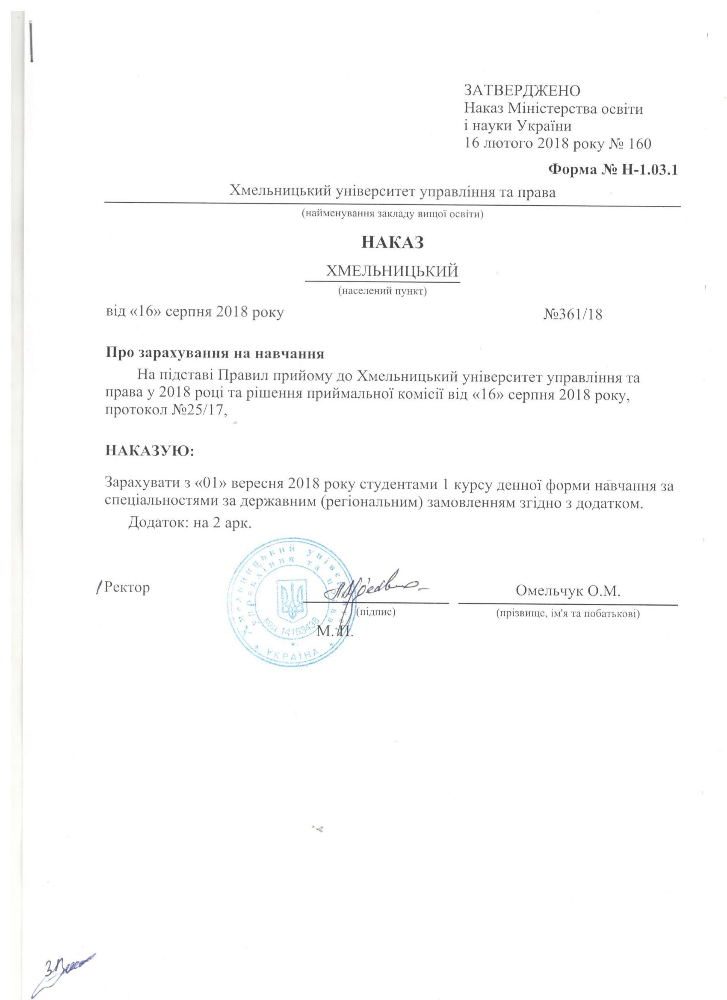 ЗАТВЕРДЖЕНО
Наказ Міністерства освіти
і науки України
16 лютого 2018 року № 160
Форма № Н-1.03.1
Хмельницький університет управління та права
(найменування закладу вищої освіти)
НАКАЗ
ХМЕЛЬНИЦЬКИЙ
(населений пункт)
від «16» серпня 2018 року №361/18
Про зарахування на навчання
На підставі Правил прийому до Хмельницький університет управління та
права у 2018 році та рішення приймальної комісії від «16» серпня 2018 року,
протокол №25/17,
НАКАЗУЮ:
Зарахувати з «01» вересня 2018 року студентами 1 курсу денної форми навчання за
спеціальностями за державним (регіональним) замовленням згідно з додатком.
Додаток: на 2 арк.
Хмельницький університет
управління та права
код 14163438
* УКРАЇНА *
Ректор Омельчук О.М.
(підпис) (прізвище, ім'я та побатькові)
М. П.